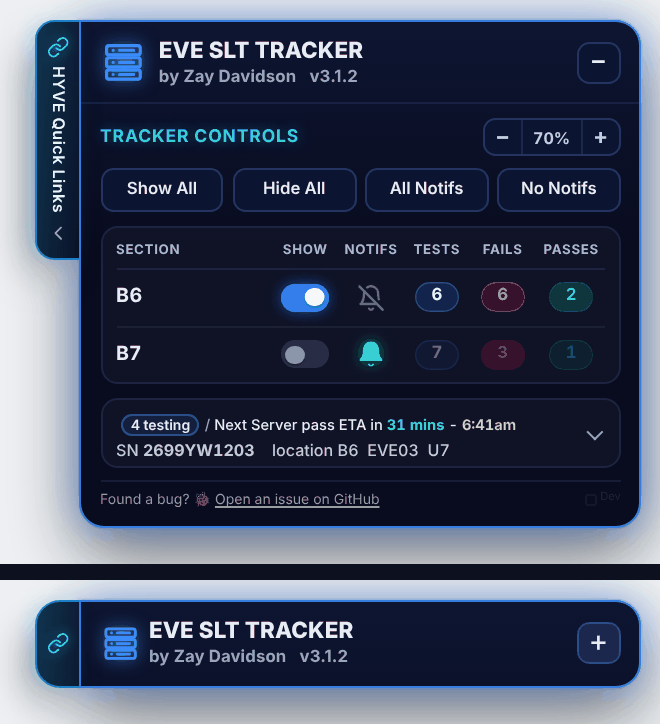 HYVE Quick Links
EVE SLT TRACKER
by Zay Davidson v3.1.2
−
TRACKER CONTROLS
− 70% +
Show All Hide All All Notifs No Notifs
SECTION SHOW NOTIFS TESTS FAILS PASSES
B6 6 6 2
B7 7 3 1
4 testing / Next Server pass ETA in 31 mins - 6:41am
SN 2699YW1203 location B6 EVE03 U7
Found a bug? Open an issue on GitHub Dev
EVE SLT TRACKER
by Zay Davidson v3.1.2
+